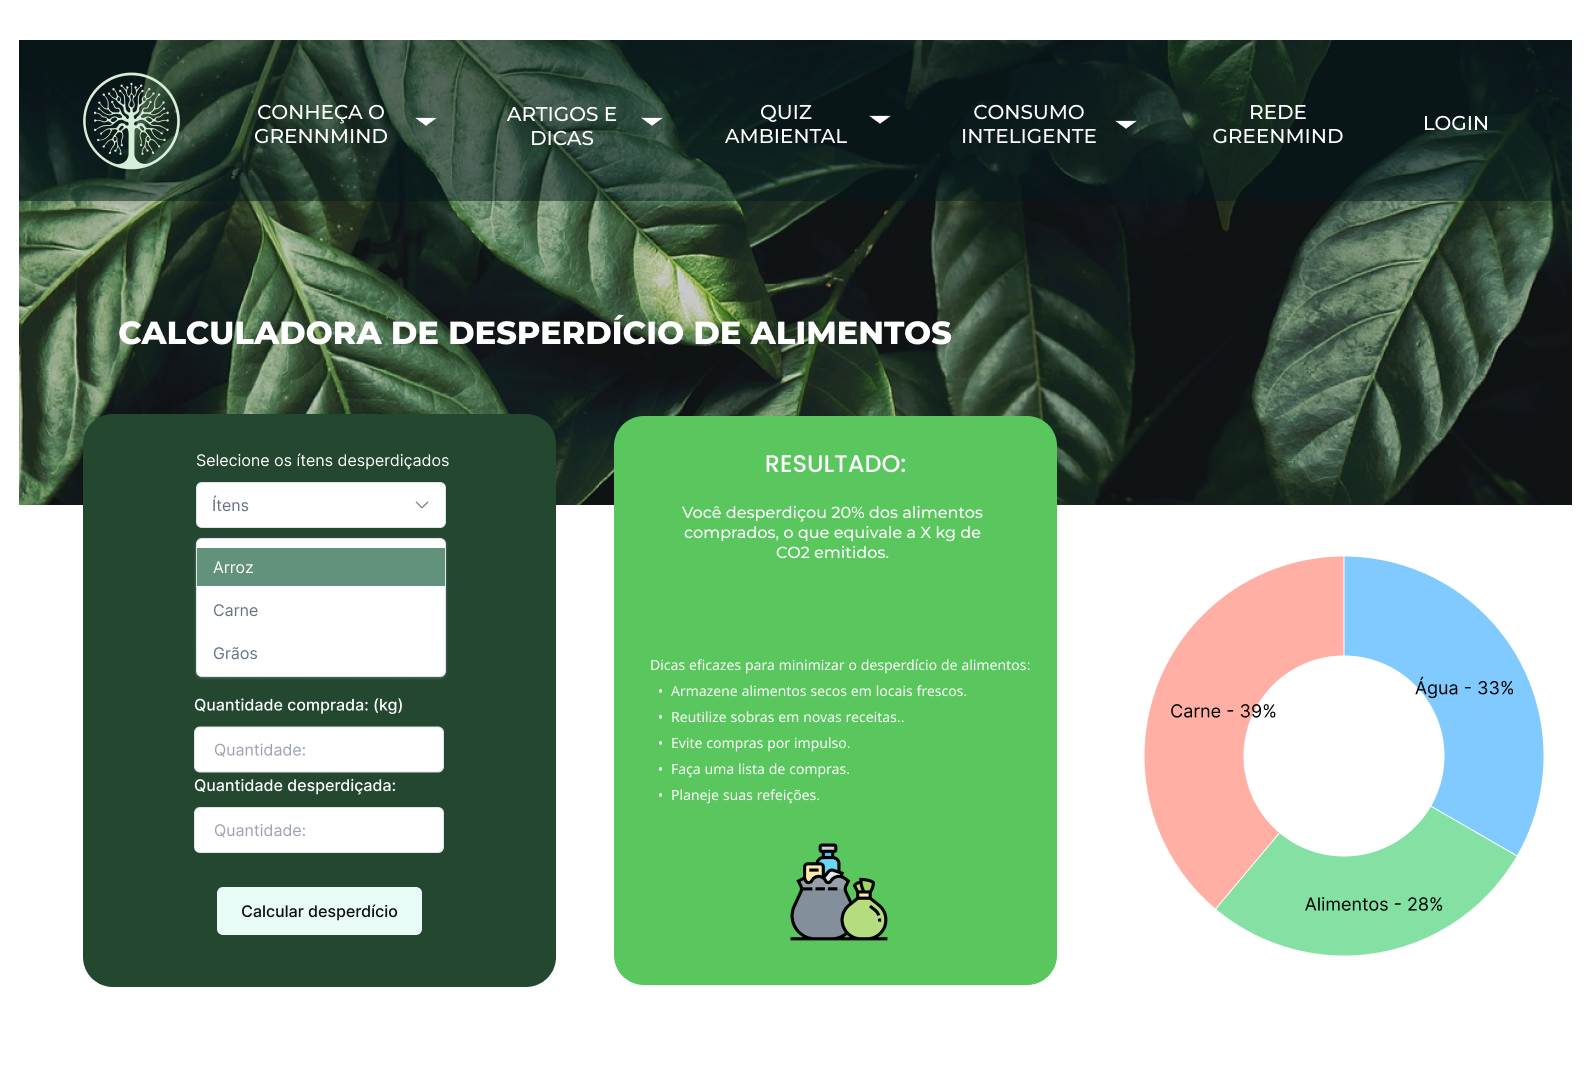 CONHEÇA O
GRENNMIND
ARTIGOS E
DICAS
QUIZ
AMBIENTAL
CONSUMO
INTELIGENTE
REDE
GREENMIND
LOGIN
CALCULADORA DE DESPERDÍCIO DE ALIMENTOS
Selecione os ítens desperdiçados
Ítens
Arroz
Carne
Grãos
Quantidade comprada: (kg)
Quantidade:
Quantidade desperdiçada:
Quantidade:
Calcular desperdício
RESULTADO:
Você desperdiçou 20% dos alimentos
comprados, o que equivale a X kg de
CO2 emitidos.
Dicas eficazes para minimizar o desperdício de alimentos:
• Armazene alimentos secos em locais frescos.
• Reutilize sobras em novas receitas..
• Evite compras por impulso.
• Faça uma lista de compras.
• Planeje suas refeições.
Água - 33%
Carne - 39%
Alimentos - 28%